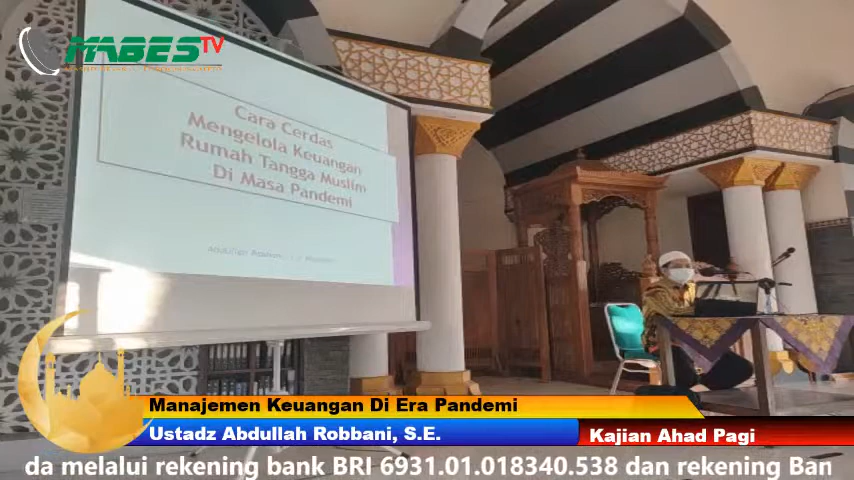 MABES TV
Cara Cerdas
Mengelola Keuangan
Rumah Tangga Muslim
Di Masa Pandemi
Abdullah
Manajemen Keuangan Di Era Pandemi
Ustadz Abdullah Robbani, S.E.
Kajian Ahad Pagi
da melalui rekening bank BRI 6931.01.018340.538 dan rekening Ban